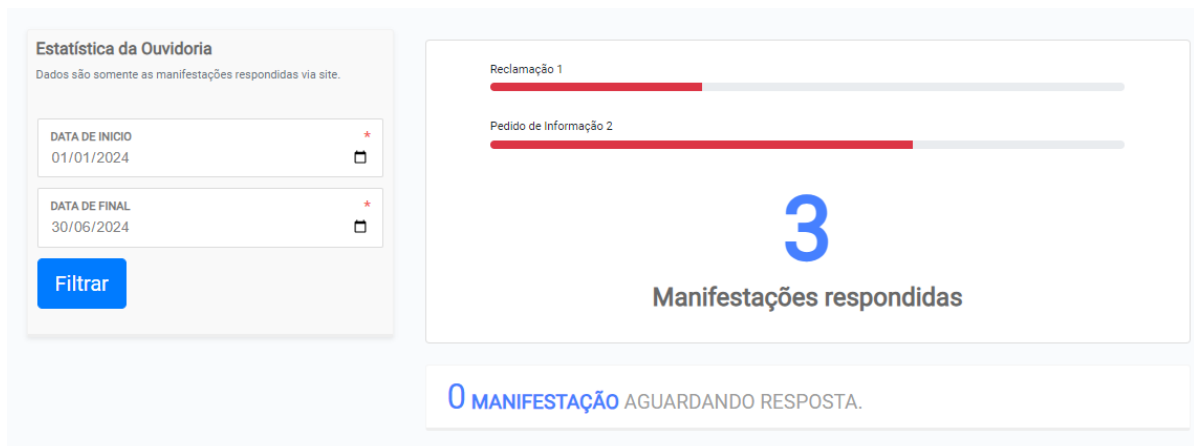 Estatística da Ouvidoria
Dados são somente as manifestações respondidas via site.
DATA DE INICIO *
01/01/2024
DATA DE FINAL *
30/06/2024
Filtrar
Reclamação 1
Pedido de Informação 2
3
Manifestações respondidas
0 MANIFESTAÇÃO AGUARDANDO RESPOSTA.